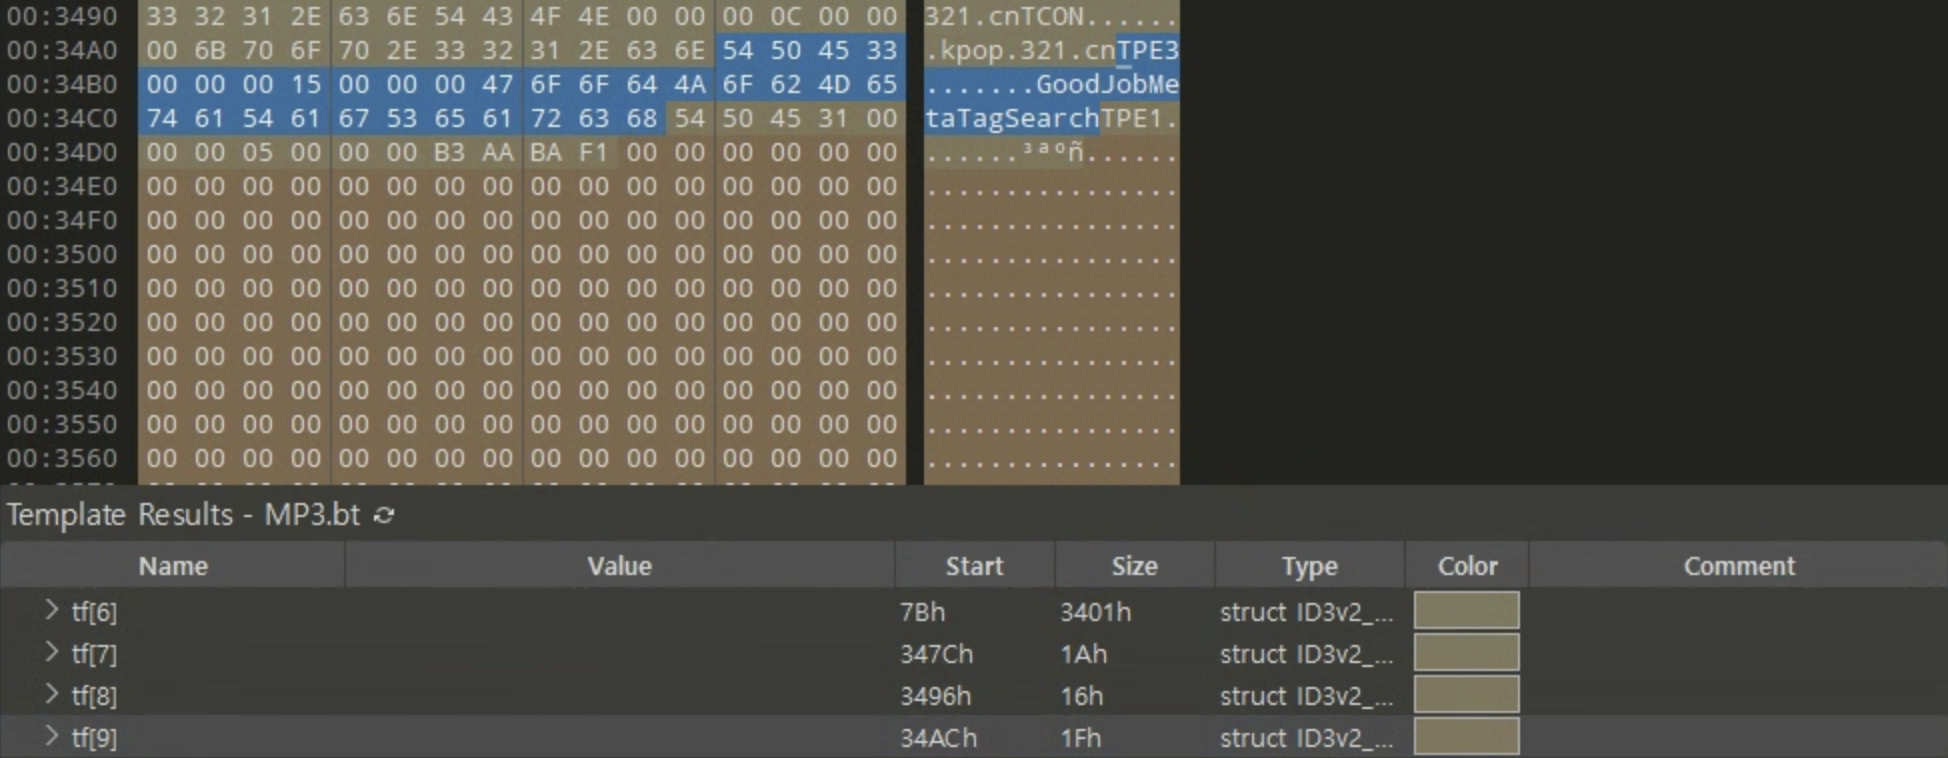 00:3490 33 32 31 2E 63 6E 54 43 4F 4E 00 00 00 0C 00 00 321.cnTCON......
00:34A0 00 6B 70 6F 70 2E 33 32 31 2E 63 6E 54 50 45 33 .kpop.321.cnTPE3
00:34B0 00 00 00 15 00 00 00 47 6F 6F 64 4A 6F 62 4D 65 .......GoodJobMe
00:34C0 74 61 54 61 67 53 65 61 72 63 68 54 50 45 31 00 taTagSearchTPE1.
00:34D0 00 00 05 00 00 00 B3 AA BA F1 00 00 00 00 00 00 ......³ªºñ......
00:34E0 00 00 00 00 00 00 00 00 00 00 00 00 00 00 00 00 ................
00:34F0 00 00 00 00 00 00 00 00 00 00 00 00 00 00 00 00 ................
00:3500 00 00 00 00 00 00 00 00 00 00 00 00 00 00 00 00 ................
00:3510 00 00 00 00 00 00 00 00 00 00 00 00 00 00 00 00 ................
00:3520 00 00 00 00 00 00 00 00 00 00 00 00 00 00 00 00 ................
00:3530 00 00 00 00 00 00 00 00 00 00 00 00 00 00 00 00 ................
00:3540 00 00 00 00 00 00 00 00 00 00 00 00 00 00 00 00 ................
00:3550 00 00 00 00 00 00 00 00 00 00 00 00 00 00 00 00 ................
00:3560 00 00 00 00 00 00 00 00 00 00 00 00 00 00 00 00 ................
Template Results - MP3.bt
Name Value Start Size Type Color Comment
tf[6] 7Bh 3401h struct ID3v2_...
tf[7] 347Ch 1Ah struct ID3v2_...
tf[8] 3496h 16h struct ID3v2_...
tf[9] 34ACh 1Fh struct ID3v2_...